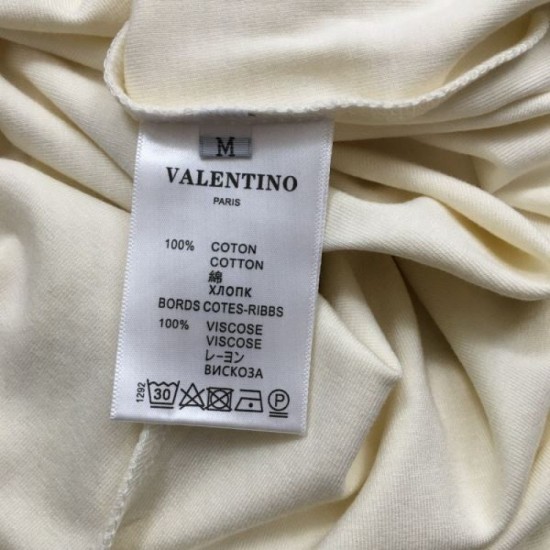 M
VALENTINO
PARIS
100% COTON
COTTON
綿
ХЛОПК
BORDS COTES-RIBBS
100% VISCOSE
VISCOSE
レーヨン
ВИСКОЗА
1292
30
P